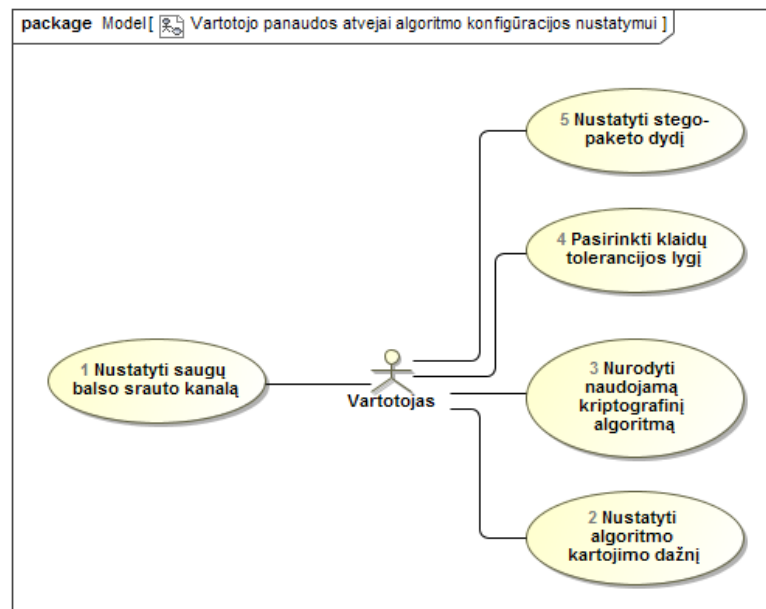 package Model [ Vartotojo panaudos atvejai algoritmo konfigūracijos nustatymui ]
5 Nustatyti stego-
paketo dydį
4 Pasirinkti klaidų
tolerancijos lygį
1 Nustatyti saugų
balso srauto kanalą
Vartotojas
3 Nurodyti
naudojamą
kriptografinį
algoritmą
2 Nustatyti
algoritmo
kartojimo dažnį